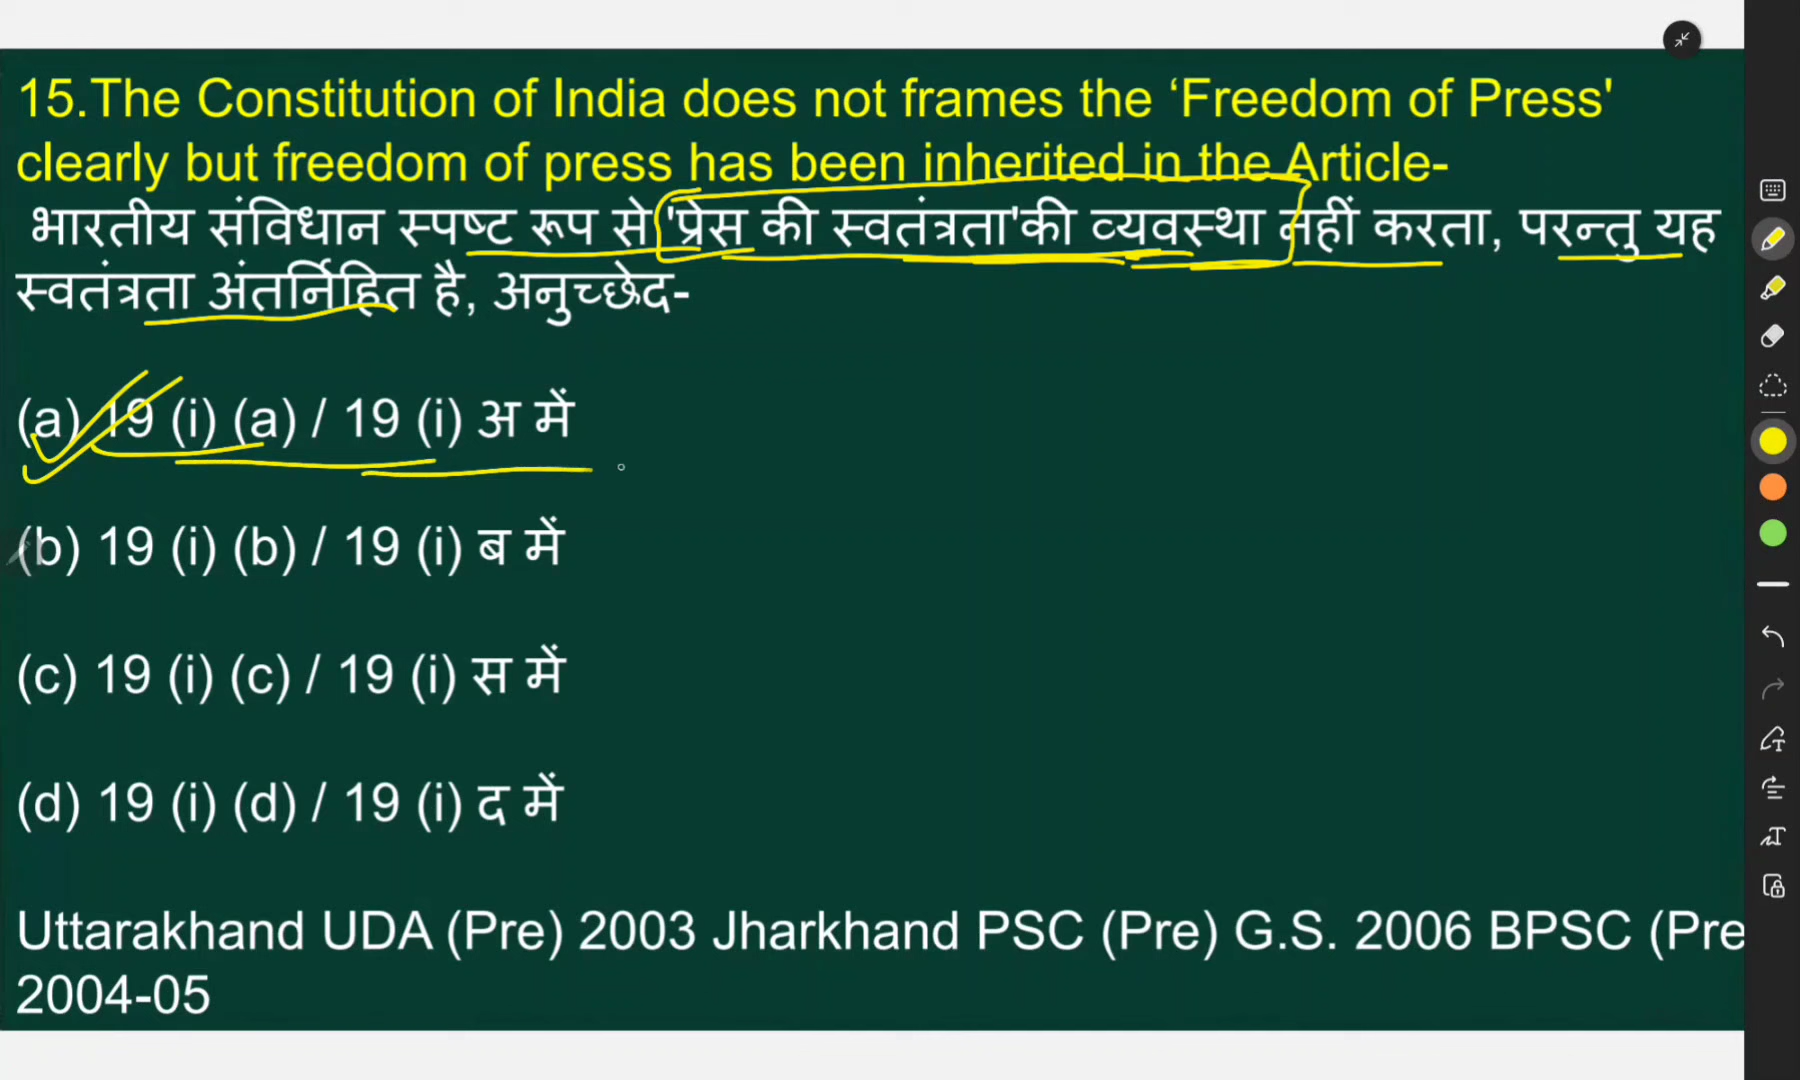 15.The Constitution of India does not frames the ‘Freedom of Press'
clearly but freedom of press has been inherited in the Article-
भारतीय संविधान स्पष्ट रूप से 'प्रेस की स्वतंत्रता'की व्यवस्था नहीं करता, परन्तु यह
स्वतंत्रता अंतर्निहित है, अनुच्छेद-
(a) 19 (i) (a) / 19 (i) अ में
(b) 19 (i) (b) / 19 (i) ब में
(c) 19 (i) (c) / 19 (i) स में
(d) 19 (i) (d) / 19 (i) द में
Uttarakhand UDA (Pre) 2003 Jharkhand PSC (Pre) G.S. 2006 BPSC (Pre
2004-05